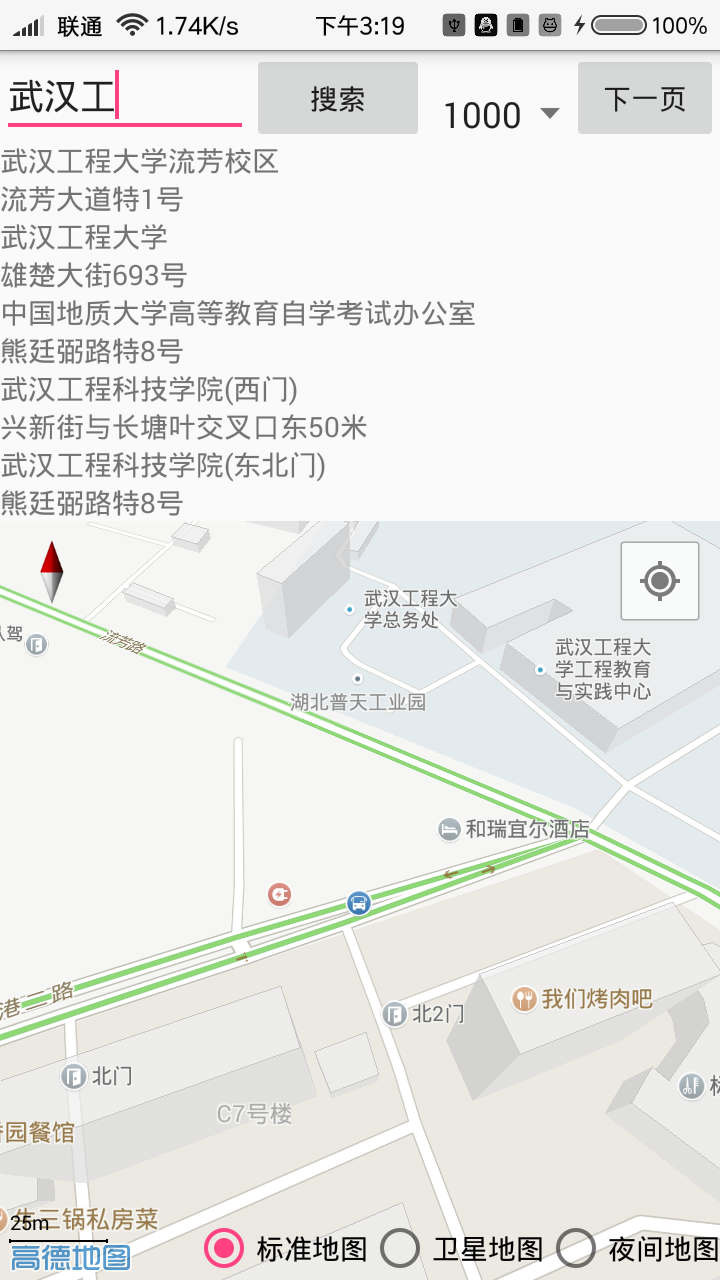 联通 1.74K/s 下午3:19 100%
武汉工 搜索 1000 下一页
武汉工程大学流芳校区
流芳大道特1号
武汉工程大学
雄楚大街693号
中国地质大学高等教育自学考试办公室
熊廷弼路特8号
武汉工程科技学院(西门)
兴新街与长塘叶交叉口东50米
武汉工程科技学院(东北门)
熊廷弼路特8号
武汉工程大
学总务处
驾
流芳路
武汉工程大
学工程教育
与实践中心
湖北普天工业园
和瑞宜尔酒店
港二路
我们烤肉吧
北2门
北门
C7号楼
园餐馆
牛三锅私房菜
25m
高德地图
标准地图 卫星地图 夜间地图